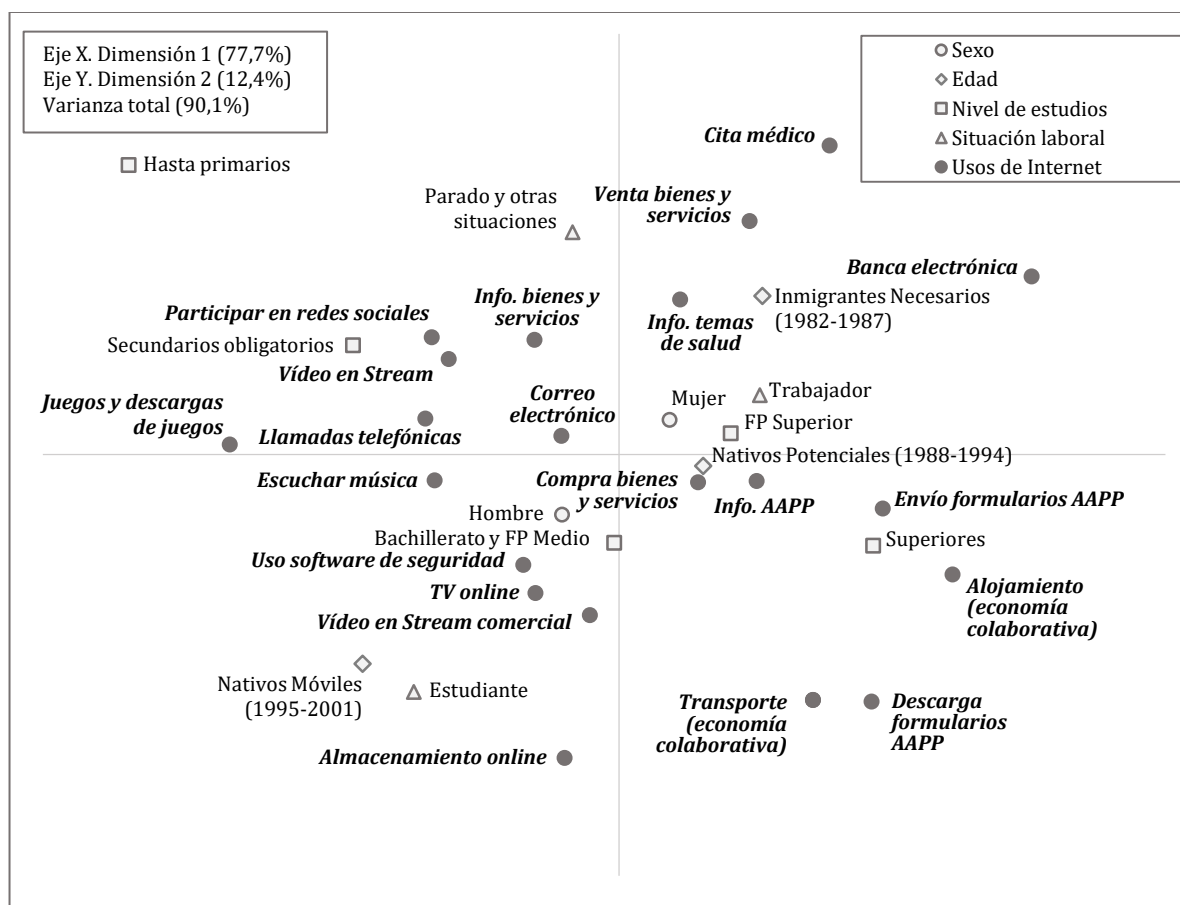 Eje X. Dimensión 1 (77,7%)
Eje Y. Dimensión 2 (12,4%)
Varianza total (90,1%)
Sexo
Edad
Nivel de estudios
Situación laboral
Usos de Internet
Cita médico
Hasta primarios
Parado y otras
situaciones
Venta bienes y
servicios
Banca electrónica
Inmigrantes Necesarios
(1982-1987)
Info. temas
de salud
Info. bienes y
servicios
Participar en redes sociales
Secundarios obligatorios
Vídeo en Stream
Juegos y descargas
de juegos
Llamadas telefónicas
Correo
electrónico
Mujer
Trabajador
FP Superior
Nativos Potenciales (1988-1994)
Escuchar música
Compra bienes
y servicios
Info. AAPP
Envío formularios AAPP
Hombre
Bachillerato y FP Medio
Superiores
Uso software de seguridad
TV online
Vídeo en Stream comercial
Alojamiento
(economía
colaborativa)
Nativos Móviles
(1995-2001)
Estudiante
Transporte
(economía
colaborativa)
Descarga
formularios
AAPP
Almacenamiento online